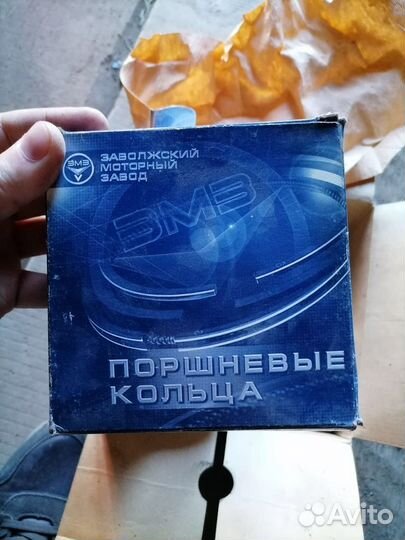 ЗМЗ
ЗАВОЛЖСКИЙ
МОТОРНЫЙ
ЗАВОД
ЗМЗ
ПОРШНЕВЫЕ
КОЛЬЦА
Avito